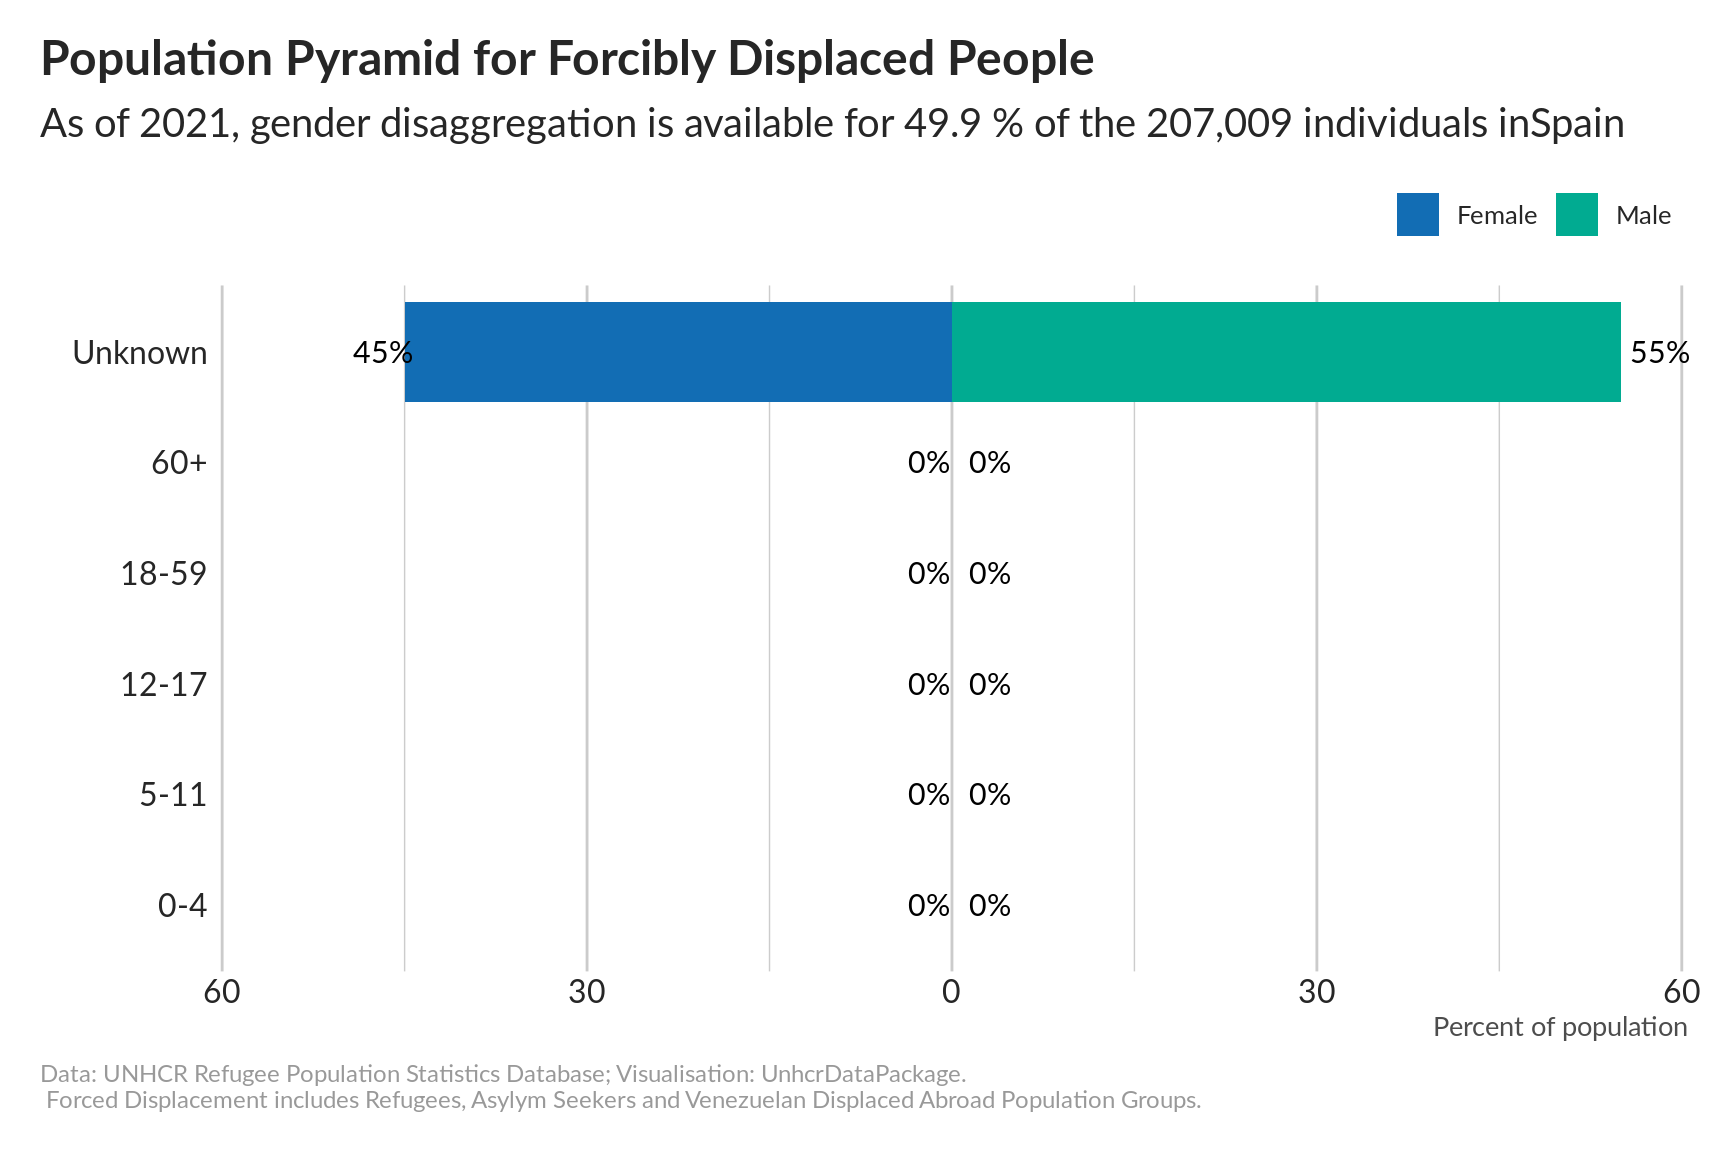 Population Pyramid for Forcibly Displaced People
As of 2021, gender disaggregation is available for 49.9 % of the 207,009 individuals inSpain
Female Male
Unknown 45% 55%
60+ 0% 0%
18-59 0% 0%
12-17 0% 0%
5-11 0% 0%
0-4 0% 0%
60 30 0 30 60
Percent of population
Data: UNHCR Refugee Population Statistics Database; Visualisation: UnhcrDataPackage.
Forced Displacement includes Refugees, Asylym Seekers and Venezuelan Displaced Abroad Population Groups.